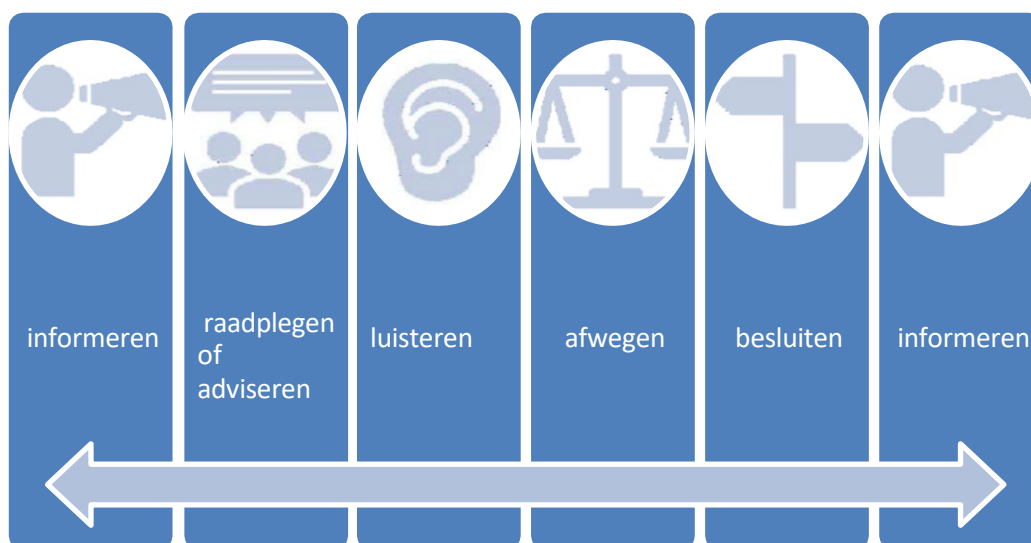 informeren
raadplegen
of
adviseren
luisteren
afwegen
besluiten
informeren